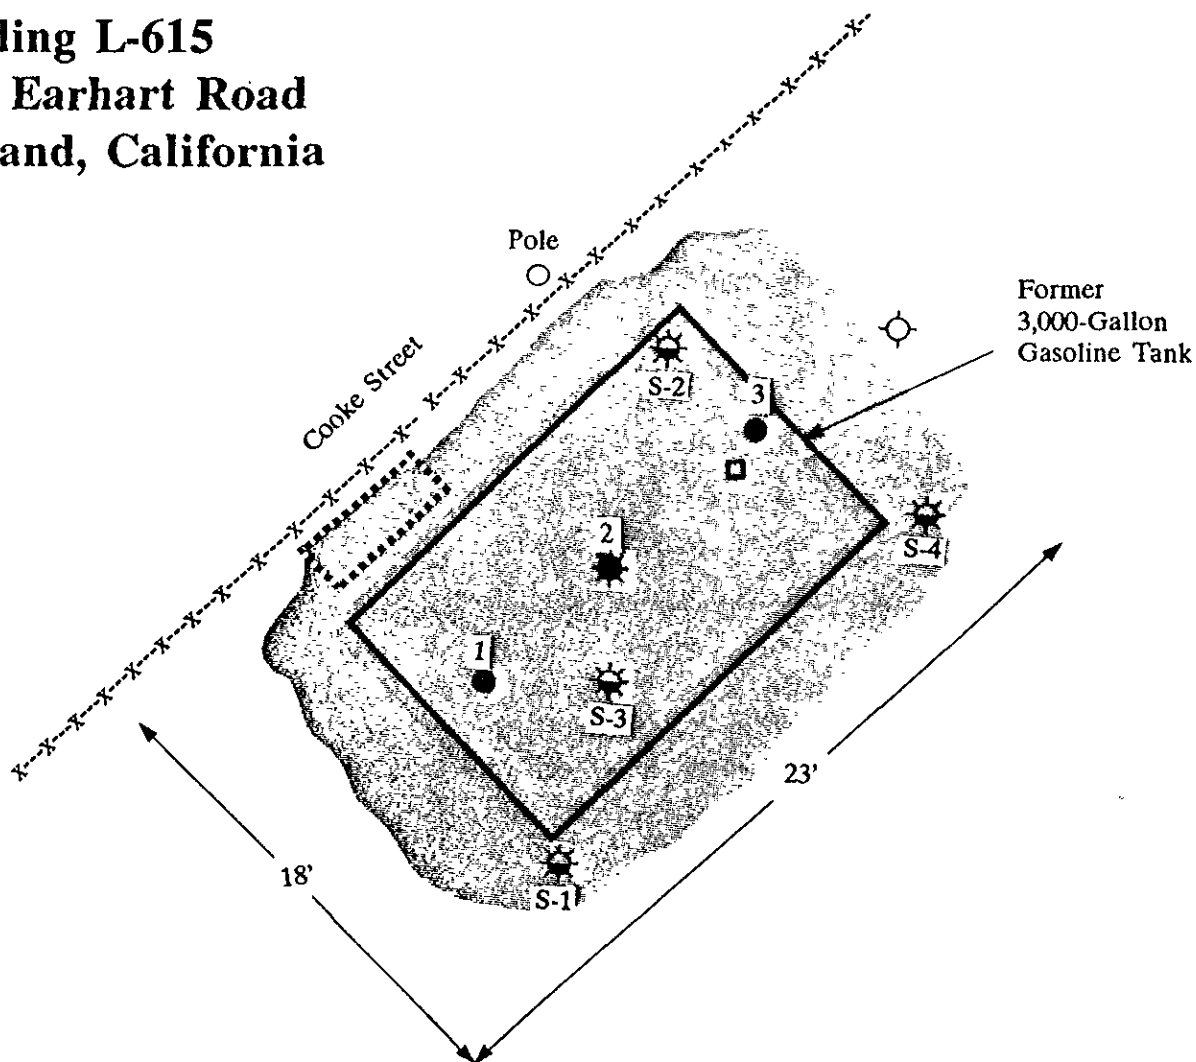 ding L-615
Earhart Road
and, California
Pole
Former
3,000-Gallon
Gasoline Tank
Cooke Street
S-2
3
S-4
2
1
S-3
23'
18'
S-1